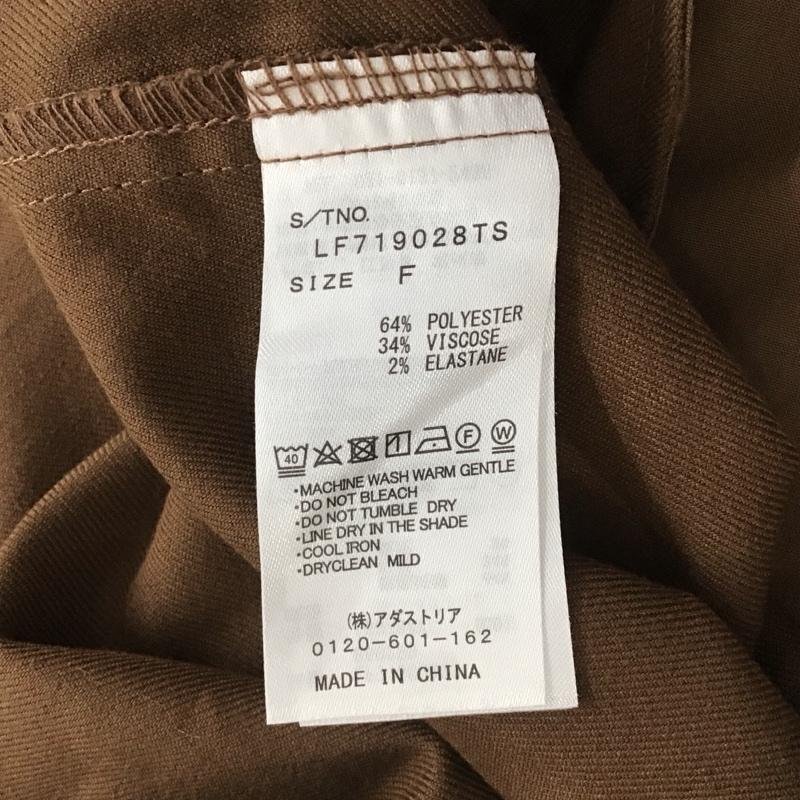 S/TNO.
LF719028TS
SIZE F
64% POLYESTER
34% VISCOSE
2% ELASTANE
40 F W
•MACHINE WASH WARM GENTLE
•DO NOT BLEACH
•DO NOT TUMBLE DRY
•LINE DRY IN THE SHADE
•COOL IRON
•DRYCLEAN MILD
(株)アダストリア
0120-601-162
MADE IN CHINA